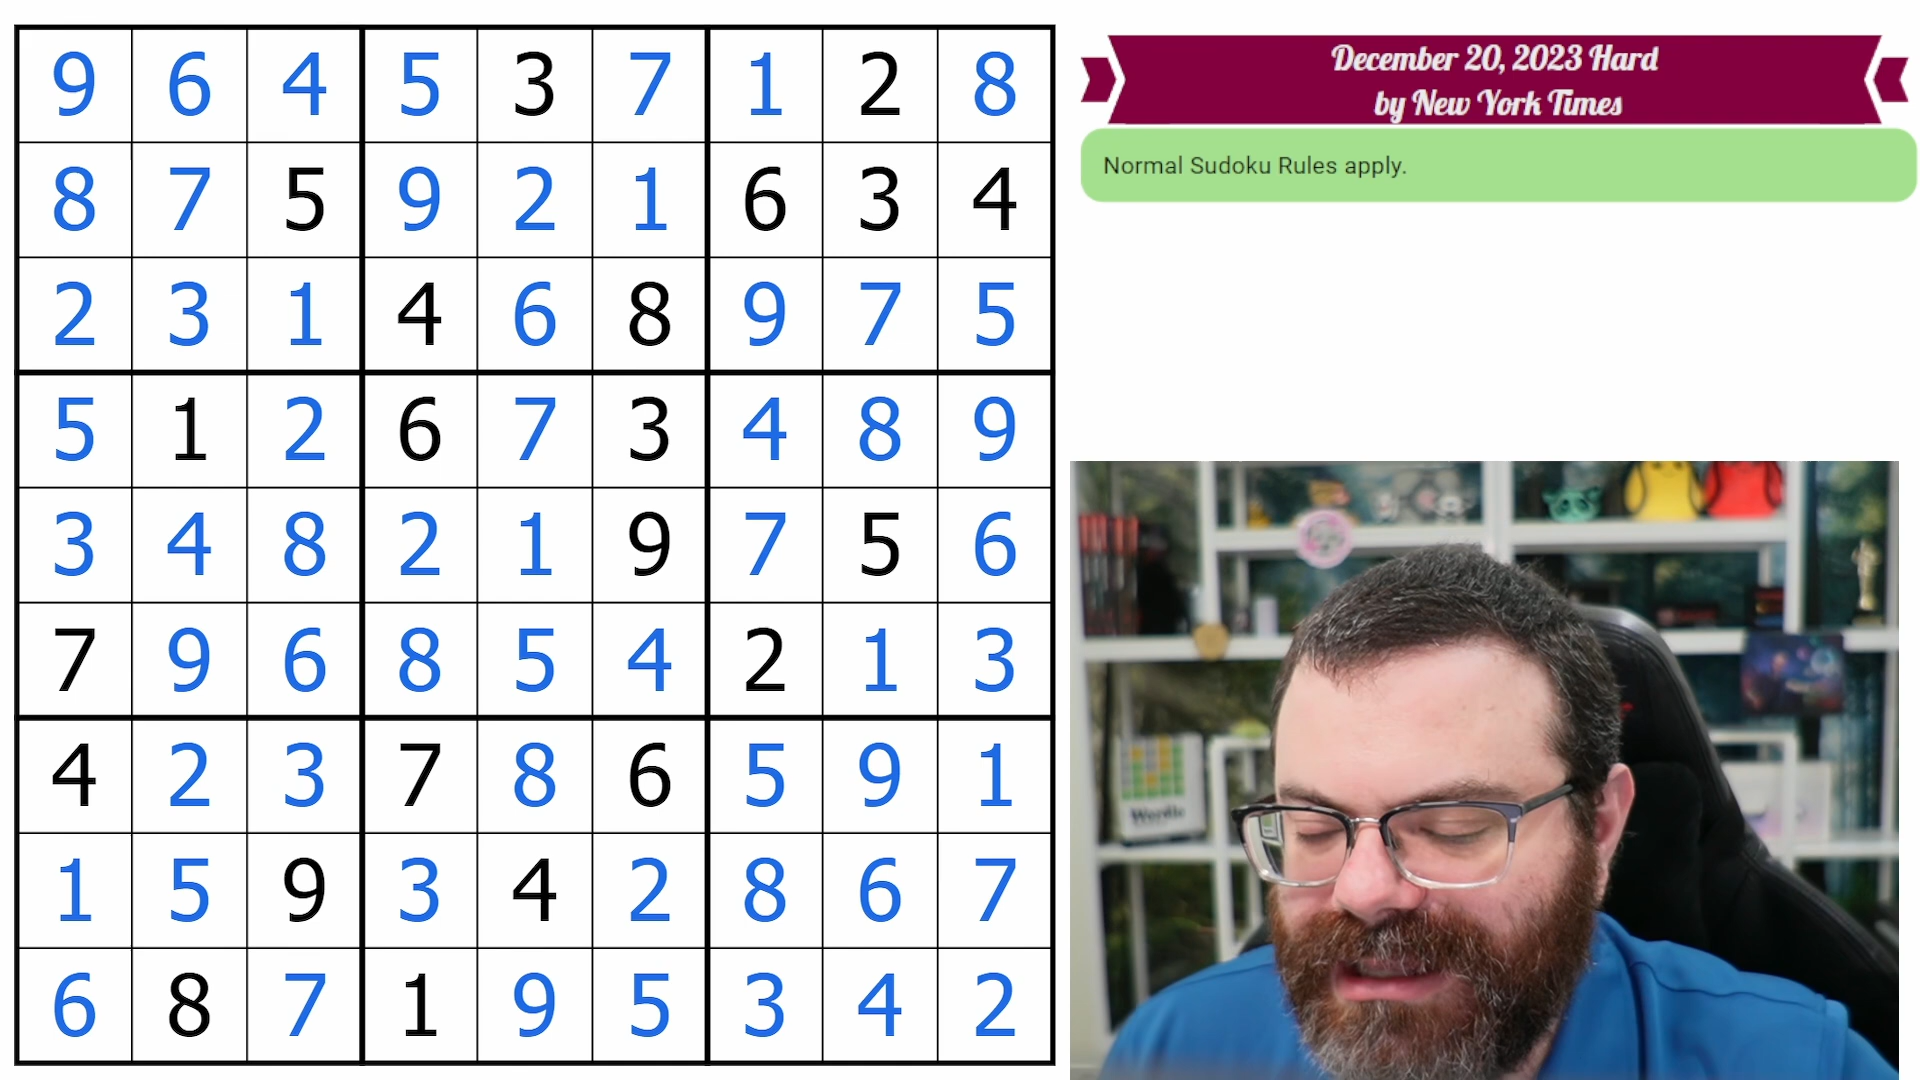 December 20, 2023 Hard
by New York Times
Normal Sudoku Rules apply.
9 6 4 5 3 7 1 2 8
8 7 5 9 2 1 6 3 4
2 3 1 4 6 8 9 7 5
5 1 2 6 7 3 4 8 9
3 4 8 2 1 9 7 5 6
7 9 6 8 5 4 2 1 3
4 2 3 7 8 6 5 9 1
1 5 9 3 4 2 8 6 7
6 8 7 1 9 5 3 4 2
Wordle